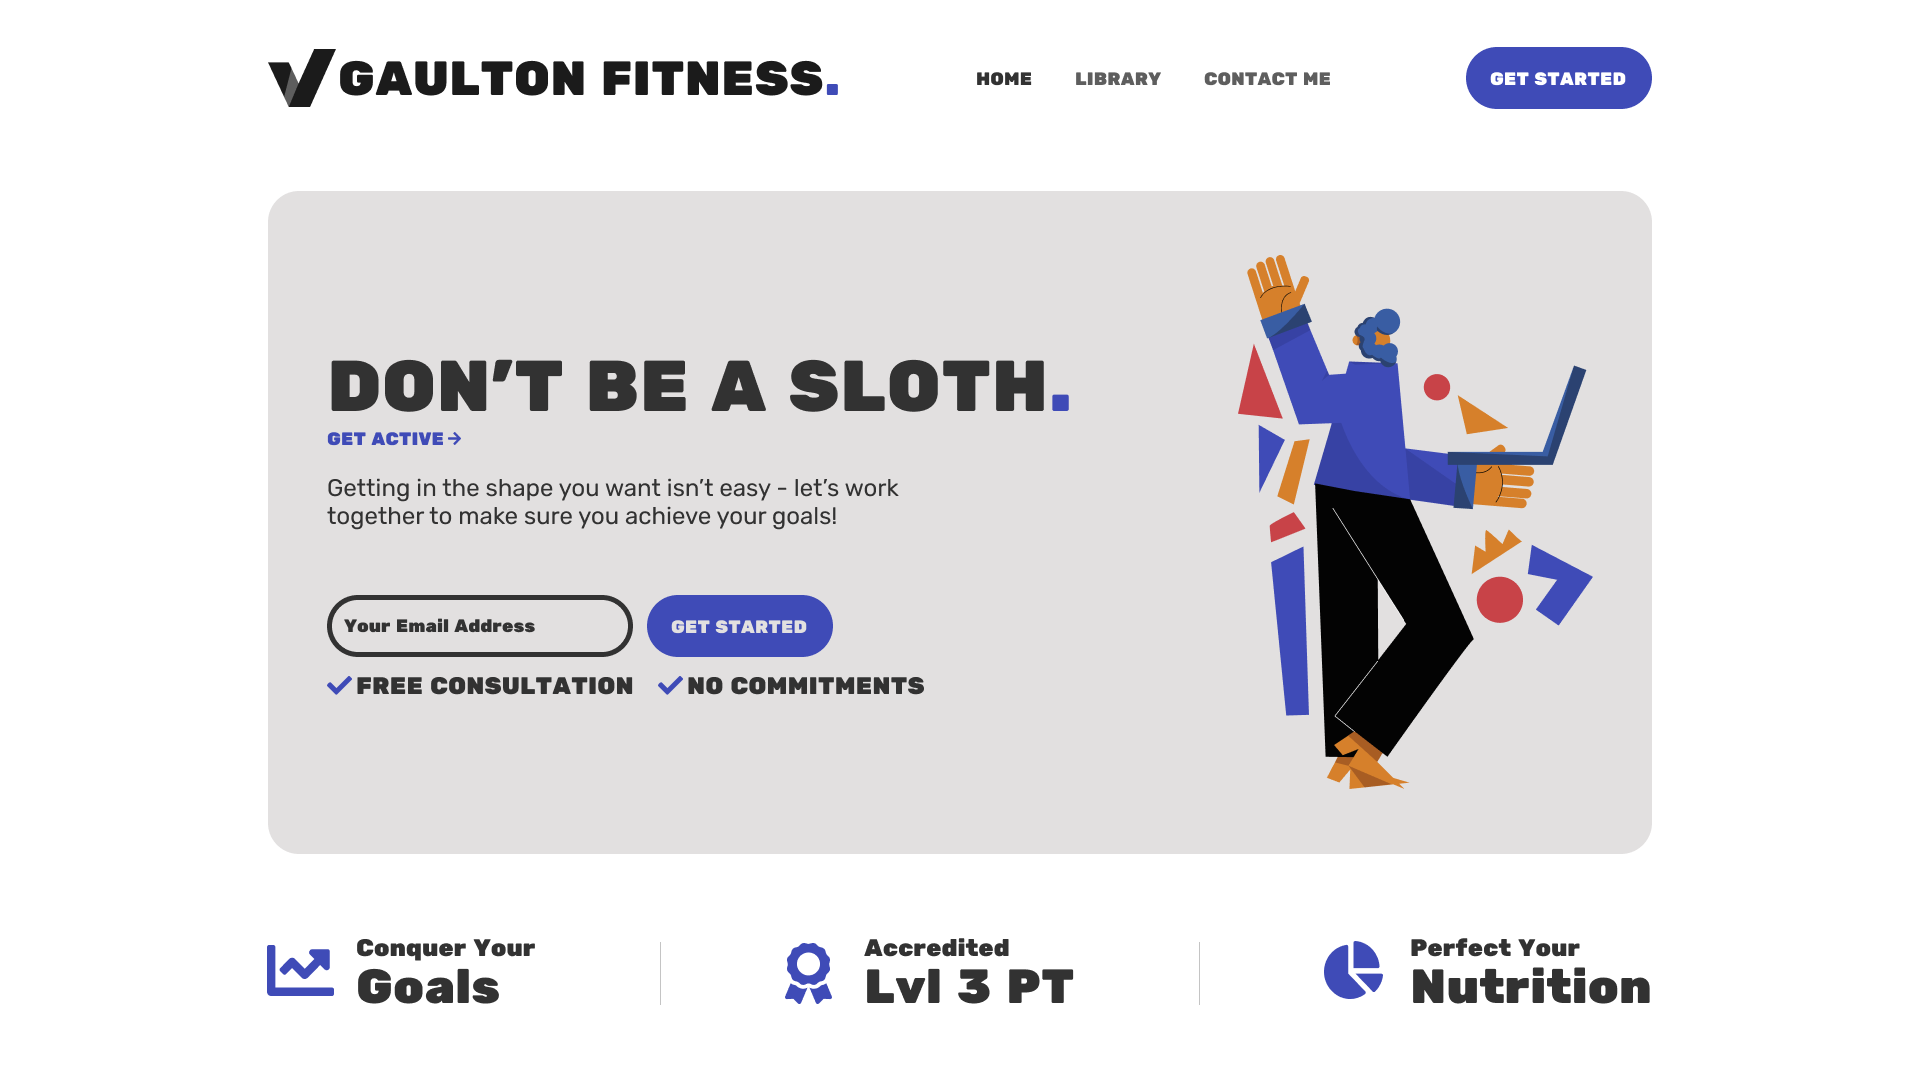 GAULTON FITNESS.
HOME
LIBRARY
CONTACT ME
GET STARTED
DON’T BE A SLOTH.
GET ACTIVE→
Getting in the shape you want isn’t easy - let’s work
together to make sure you achieve your goals!
Your Email Address
GET STARTED
FREE CONSULTATION
NO COMMITMENTS
Conquer Your
Goals
Accredited
Lvl 3 PT
Perfect Your
Nutrition